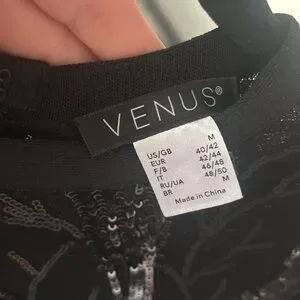 VENUS®
US/GB M
EUR 40/42
F/B 42/44
IT 46/48
RU/UA 48/50
BR M
Made in China